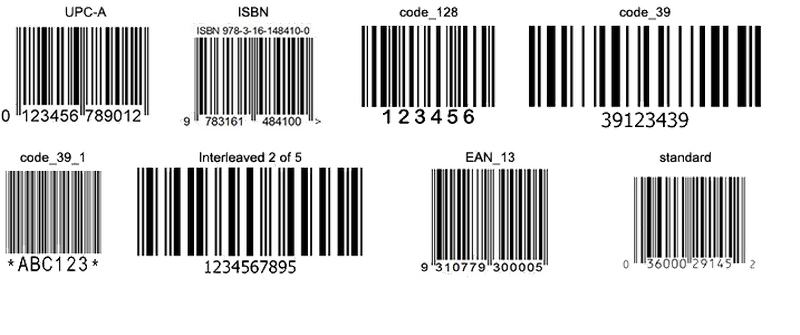 UPC-A
0 123456 789012
ISBN
ISBN 978-3-16-148410-0
9 783161 484100 >
code_128
123456
code_39
39123439
code_39_1
*ABC123*
Interleaved 2 of 5
1234567895
EAN_13
9 310779 300005
standard
0 36000 29145 2